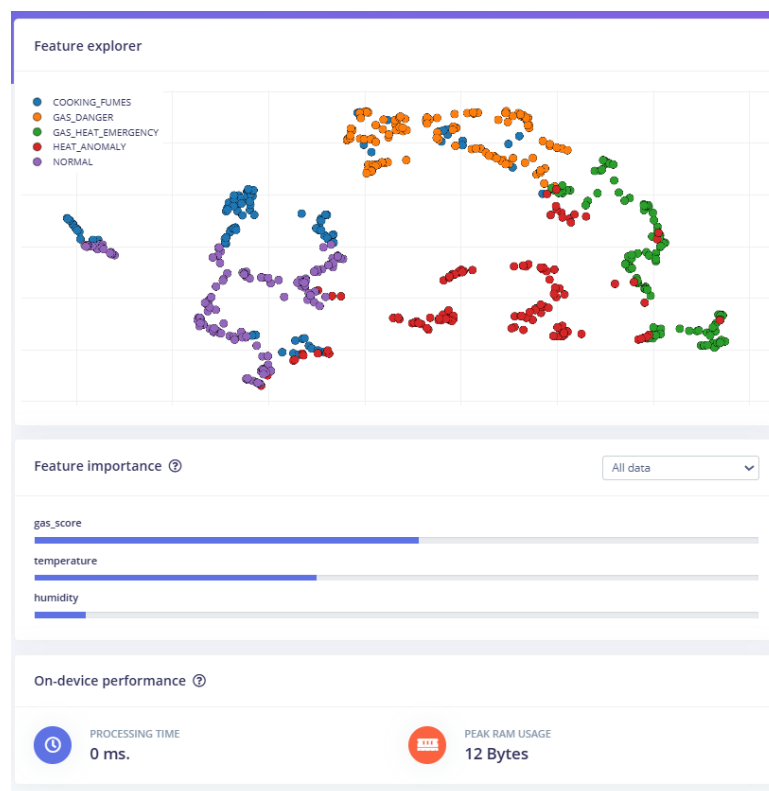 Feature explorer
COOKING_FUMES
GAS_DANGER
GAS_HEAT_EMERGENCY
HEAT_ANOMALY
NORMAL
Feature importance ?
All data
gas_score
temperature
humidity
On-device performance ?
PROCESSING TIME
0 ms.
PEAK RAM USAGE
12 Bytes